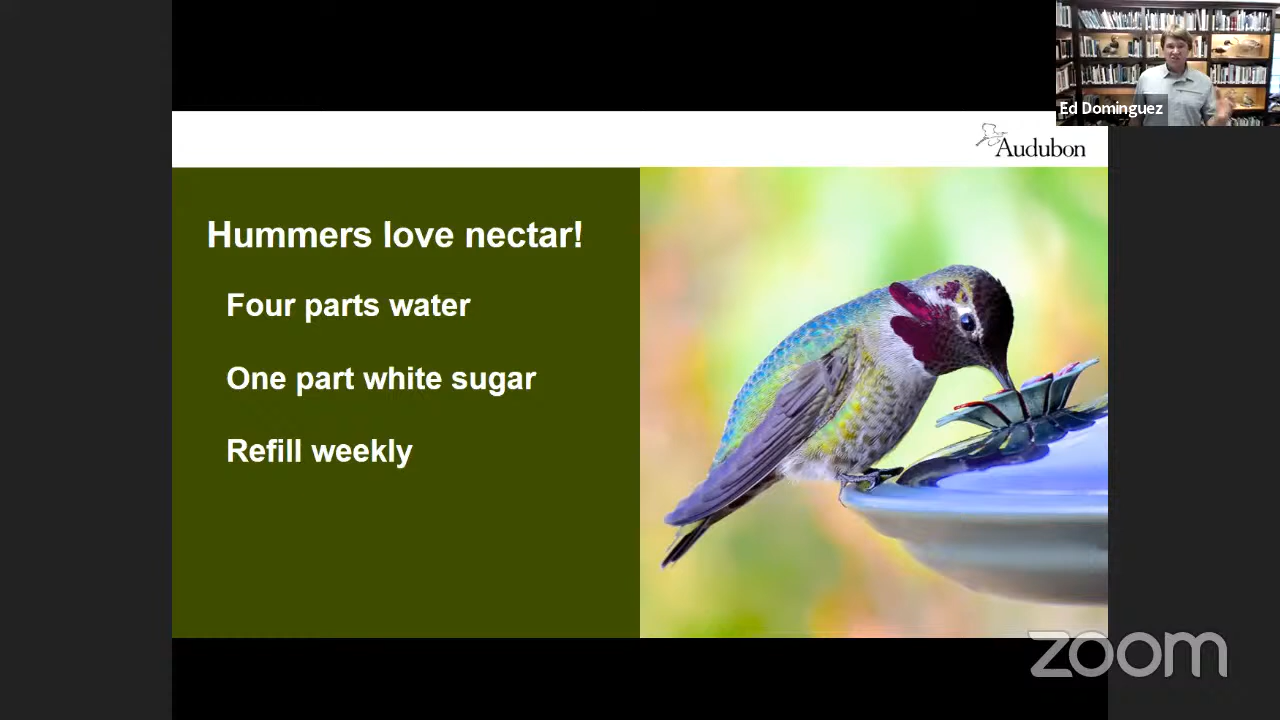 Ed Dominguez
Audubon
Hummers love nectar!
Four parts water
One part white sugar
Refill weekly
zoom